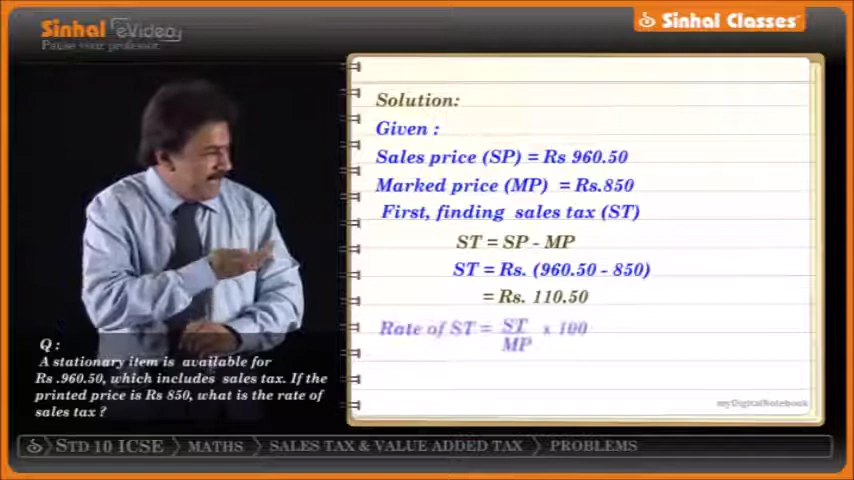 Sinhal eVideo
Pause your professor.
Sinhal Classes
Solution:
Given :
Sales price (SP) = Rs 960.50
Marked price (MP) = Rs.850
First, finding sales tax (ST)
ST = SP - MP
ST = Rs. (960.50 - 850)
= Rs. 110.50
Rate of ST = ST/MP x 100
myDigitalNotebook
Q :
A stationary item is available for
Rs .960.50, which includes sales tax. If the
printed price is Rs 850, what is the rate of
sales tax ?
STD 10 ICSE > MATHS > SALES TAX & VALUE ADDED TAX > PROBLEMS